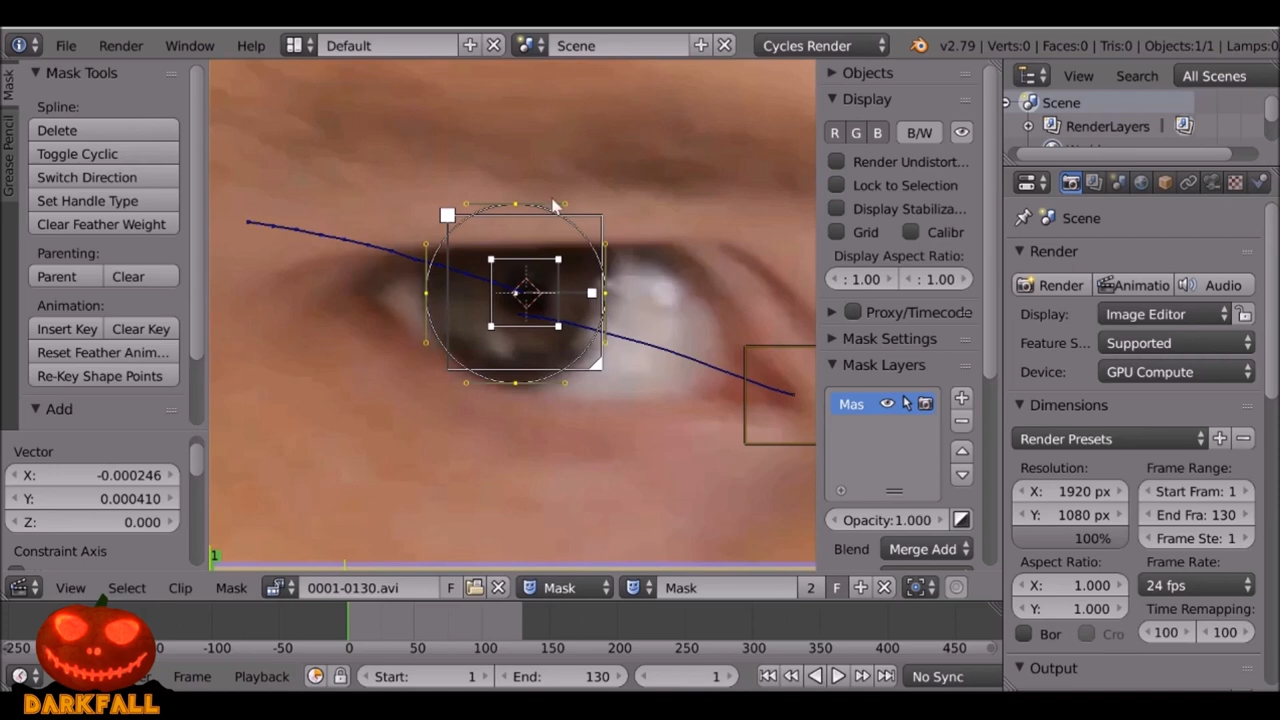 File Render Window Help Default Scene Cycles Render v2.79 | Verts:0 | Faces:0 | Tris:0 | Objects:1/1 | Lamps:0
Mask
Grease Pencil
Mask Tools
Spline:
Delete
Toggle Cyclic
Switch Direction
Set Handle Type
Clear Feather Weight
Parenting:
Parent Clear
Animation:
Insert Key Clear Key
Reset Feather Anim...
Re-Key Shape Points
Add
Vector
X: -0.000246
Y: 0.000410
Z: 0.000
Constraint Axis
1
Objects
Display
R G B B/W
Render Undistort...
Lock to Selection
Display Stabiliza...
Grid Calibr
Display Aspect Ratio:
: 1.00 : 1.00
Proxy/Timecode
Mask Settings
Mask Layers
Mas
Opacity:1.000
Blend Merge Add
View Search All Scenes
Scene
RenderLayers
Scene
Render
Render Animatio Audio
Display: Image Editor
Feature S... Supported
Device: GPU Compute
Dimensions
Render Presets
Resolution: Frame Range:
X: 1920 px Start Fram: 1
Y: 1080 px End Fra: 130
100% Frame Ste: 1
Aspect Ratio: Frame Rate:
X: 1.000 24 fps
Y: 1.000 Time Remapping:
Bor Cro 100 100
Output
View Select Clip Mask 0001-0130.avi F Mask Mask 2 F
-250 0 50 100 150 200 250 300 350 400 450
Frame Playback Start: 1 End: 130 1 No Sync
DARKFALL